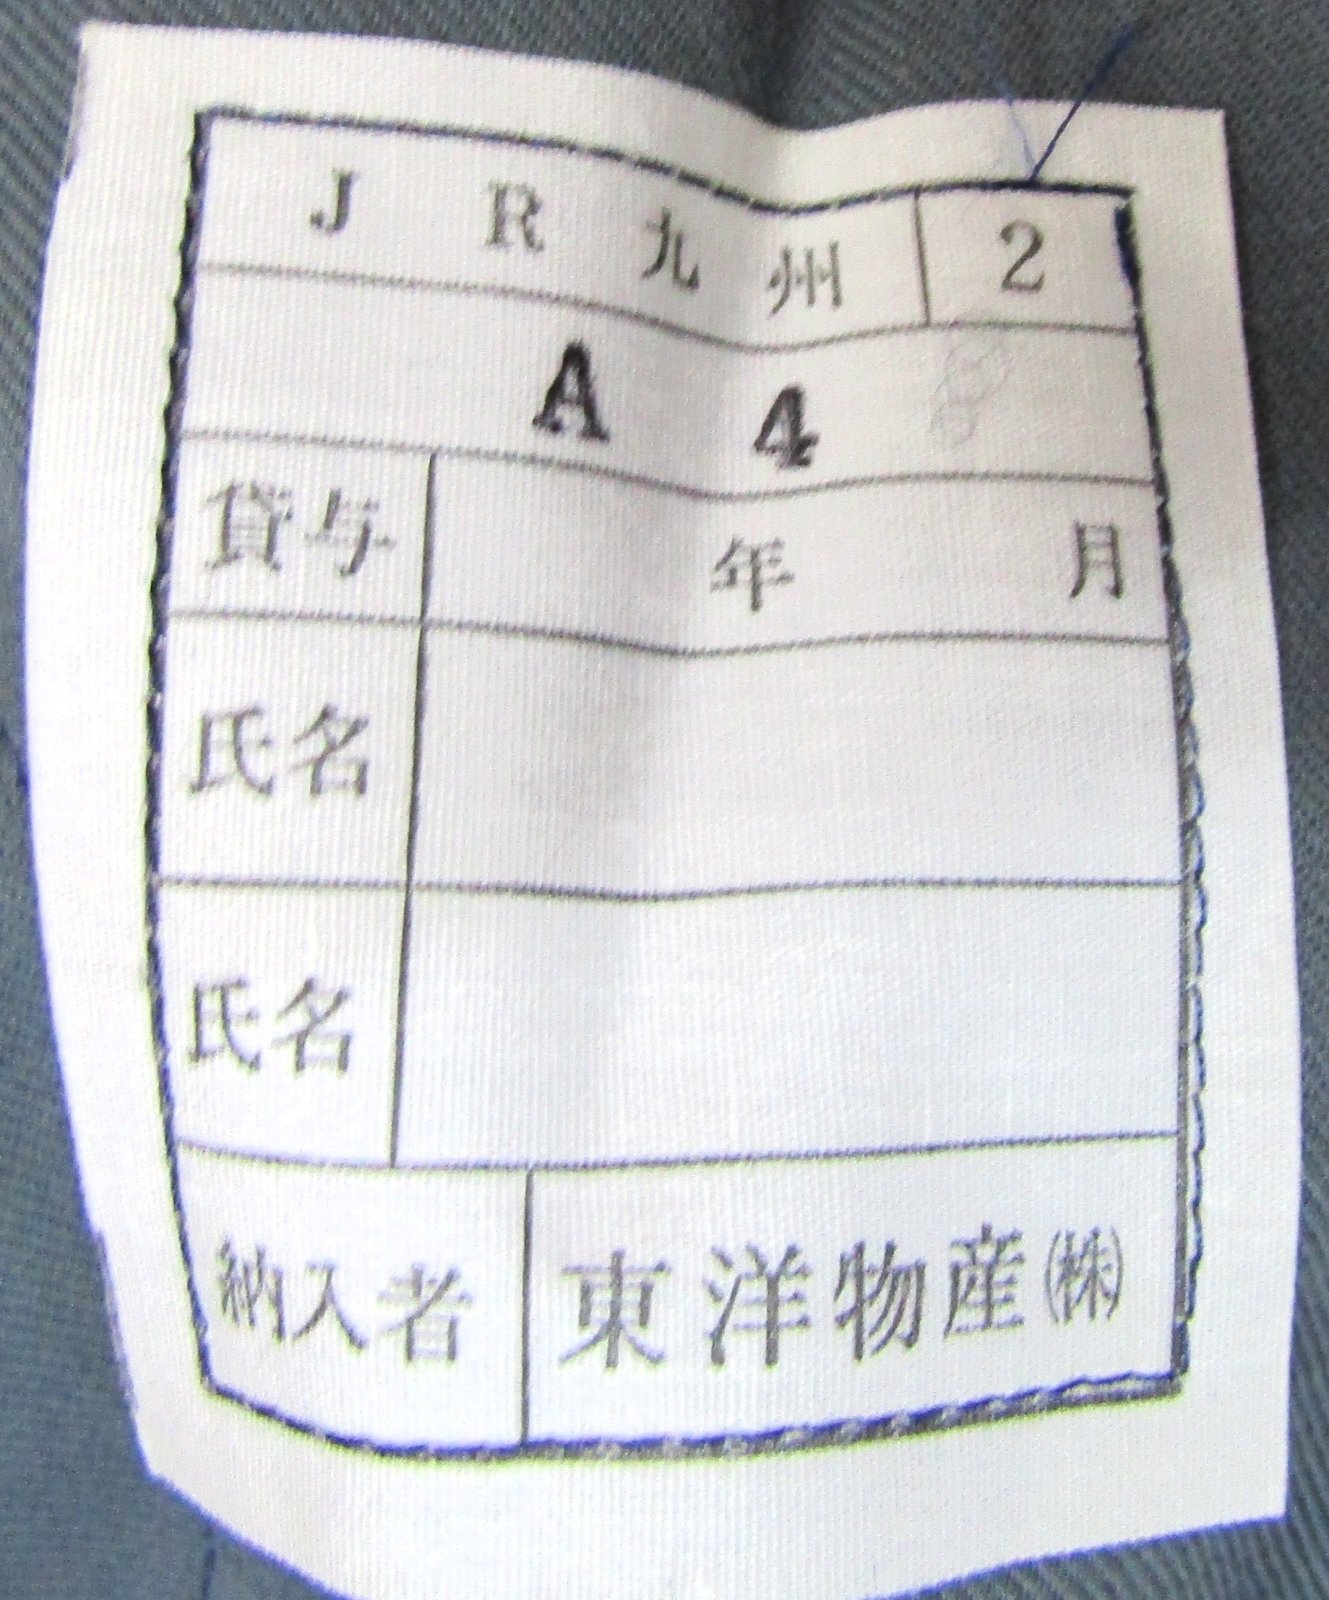 JR九州 2
A 4
貸与 年 月
氏名
氏名
納入者 東洋物産㈱